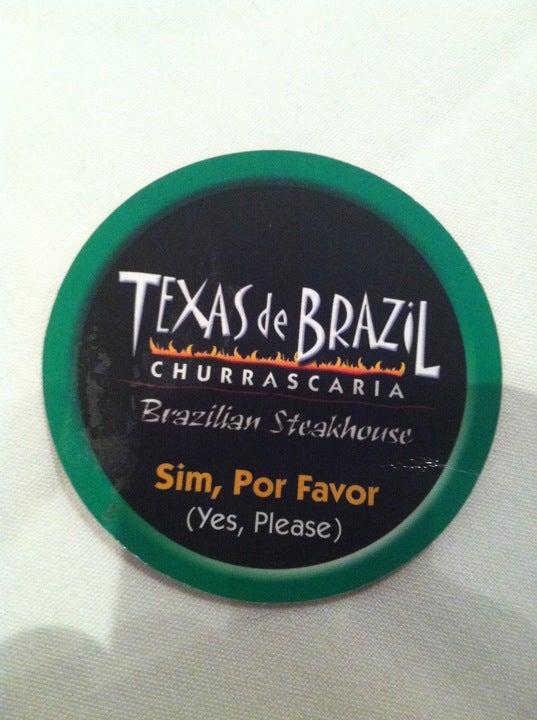 TEXAS de BRAZiL
CHURRASCARIA
Brazilian Steakhouse
Sim, Por Favor
(Yes, Please)